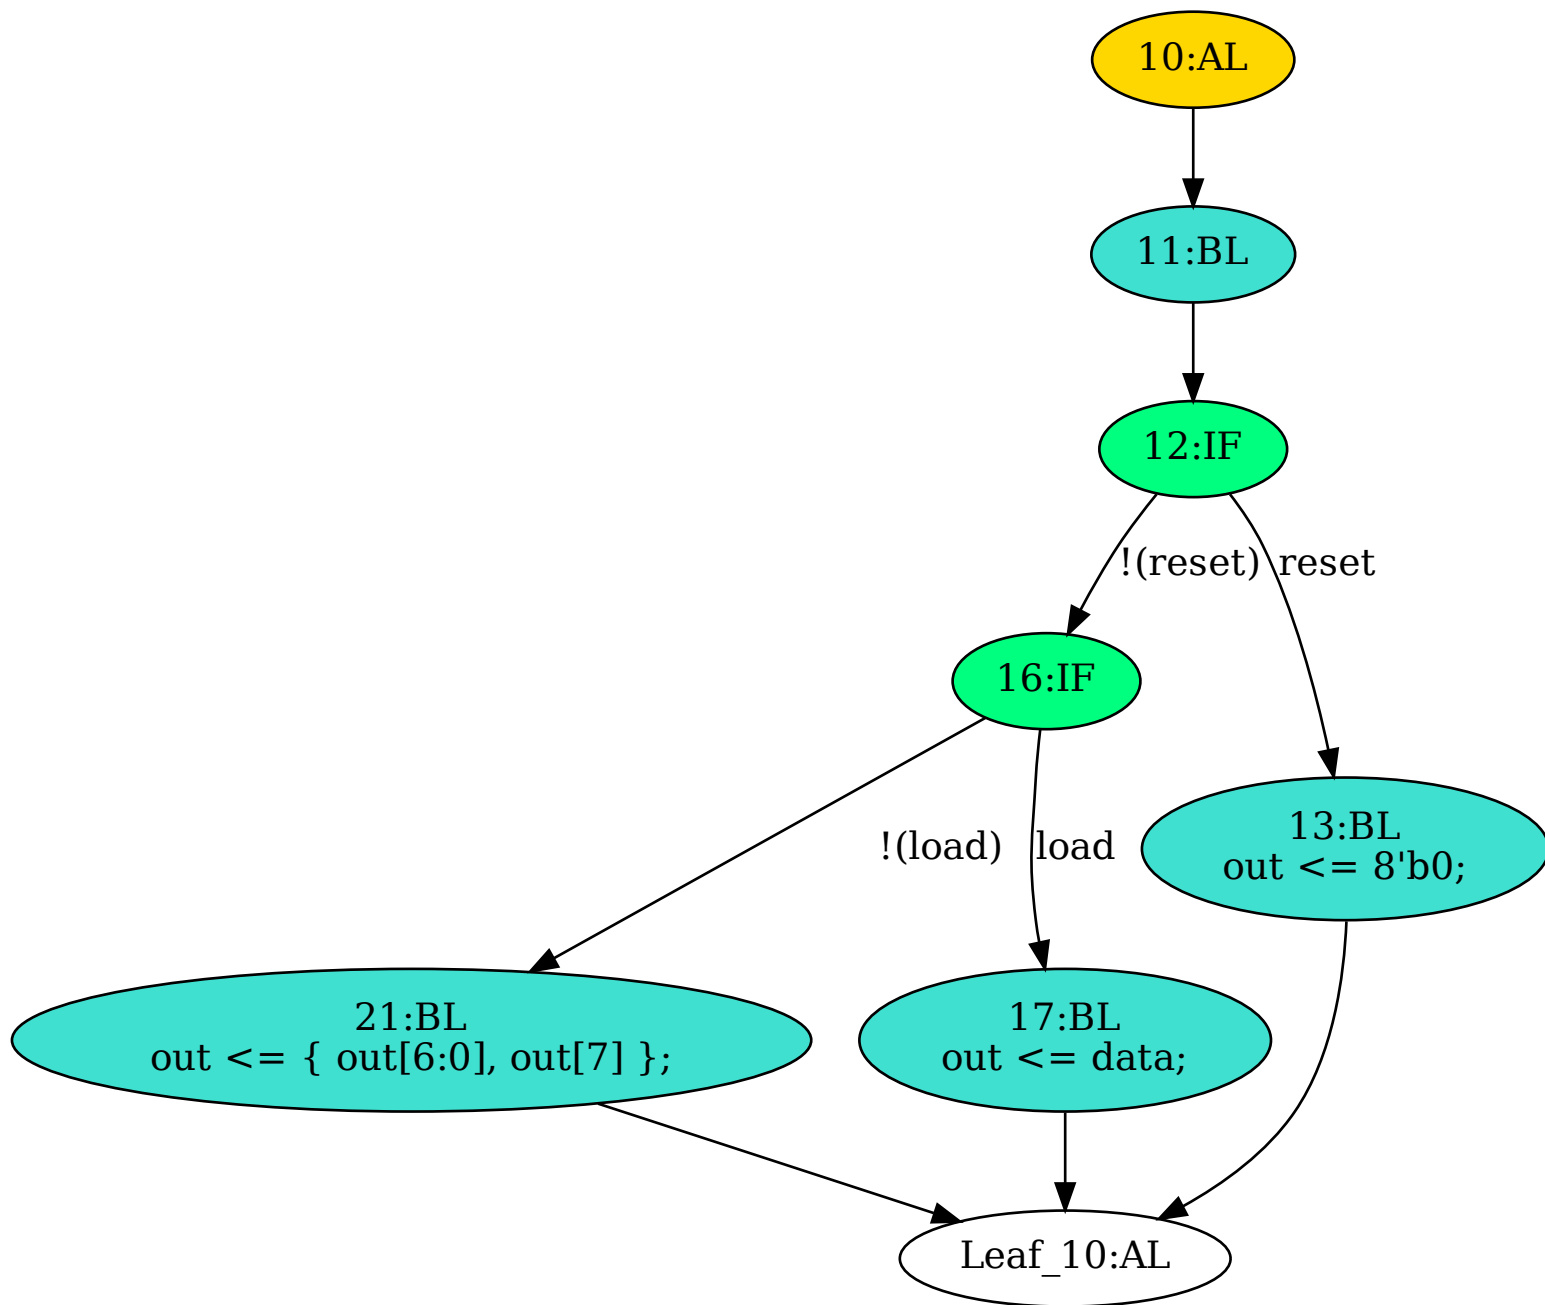 10:AL
11:BL
12:IF
!(reset)
reset
16:IF
!(load)
load
13:BL
out <= 8'b0;
21:BL
out <= { out[6:0], out[7] };
17:BL
out <= data;
Leaf_10:AL